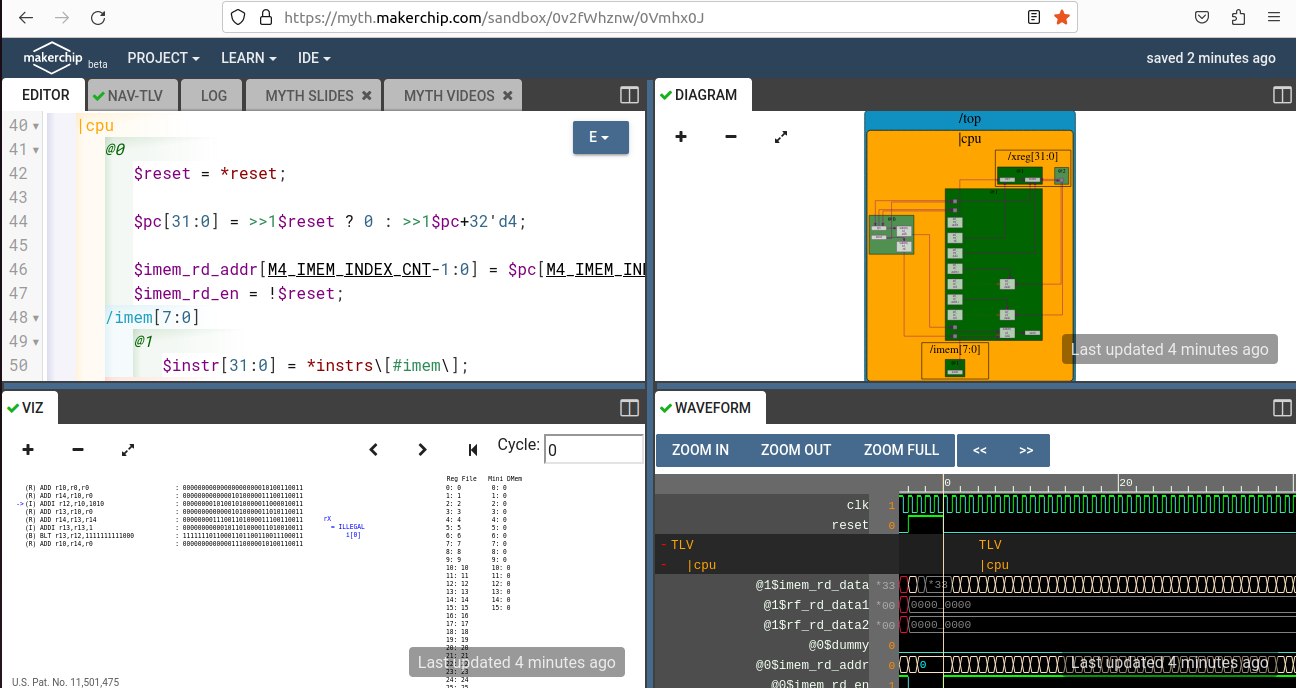 https://myth.makerchip.com/sandbox/0v2fWhznw/0Vmhx0J
makerchip beta PROJECT LEARN IDE saved 2 minutes ago
EDITOR NAV-TLV LOG MYTH SLIDES MYTH VIDEOS
40 |cpu
41 @0
42 $reset = *reset;
43
44 $pc[31:0] = >>1$reset ? 0 : >>1$pc+32'd4;
45
46 $imem_rd_addr[M4_IMEM_INDEX_CNT-1:0] = $pc[M4_IMEM_IN
47 $imem_rd_en = !$reset;
48 /imem[7:0]
49 @1
50 $instr[31:0] = *instrs\[#imem\];
E
DIAGRAM
/top
|cpu
/xreg[31:0]
/imem[7:0]
Last updated 4 minutes ago
VIZ
Cycle: 0
(R) ADD r10,r0,r0 : 00000000000000000000010100110011
(R) ADD r14,r10,r0 : 00000000000001010000011100110011
->(I) ADDI r12,r10,1010 : 00000000101001010000011000010011
(R) ADD r13,r10,r0 : 00000000000001010000011010110011
(R) ADD r14,r13,r14 : 00000000111001101000011100110011
(I) ADDI r13,r13,1 : 00000000000101101000011010010011
(B) BLT r13,r12,1111111111000 : 11111110110001101100110011100011
(R) ADD r10,r14,r0 : 00000000000001110000010100110011
rX
= ILLEGAL
i[0]
Reg File Mini DMem
0: 0 0: 0
1: 1 1: 0
2: 2 2: 0
3: 3 3: 0
4: 4 4: 0
5: 5 5: 0
6: 6 6: 0
7: 7 7: 0
8: 8 8: 0
9: 9 9: 0
10: 10 10: 0
11: 11 11: 0
12: 12 12: 0
13: 13 13: 0
14: 14 14: 0
15: 15 15: 0
16: 16
17: 17
18: 18
19: 19
20: 20
21: 21
22: 22
23: 23
24: 24
Last updated 4 minutes ago
U.S. Pat. No. 11,501,475
WAVEFORM
ZOOM IN ZOOM OUT ZOOM FULL << >>
0 20
clk 1
reset 0
- TLV TLV
- |cpu |cpu
@1$imem_rd_data *33 *33
@1$rf_rd_data1 *00 0000_0000
@1$rf_rd_data2 *00 0000_0000
@0$dummy 0
@0$imem_rd_addr 0 0
@0$imem_rd_en 1
Last updated 4 minutes ago